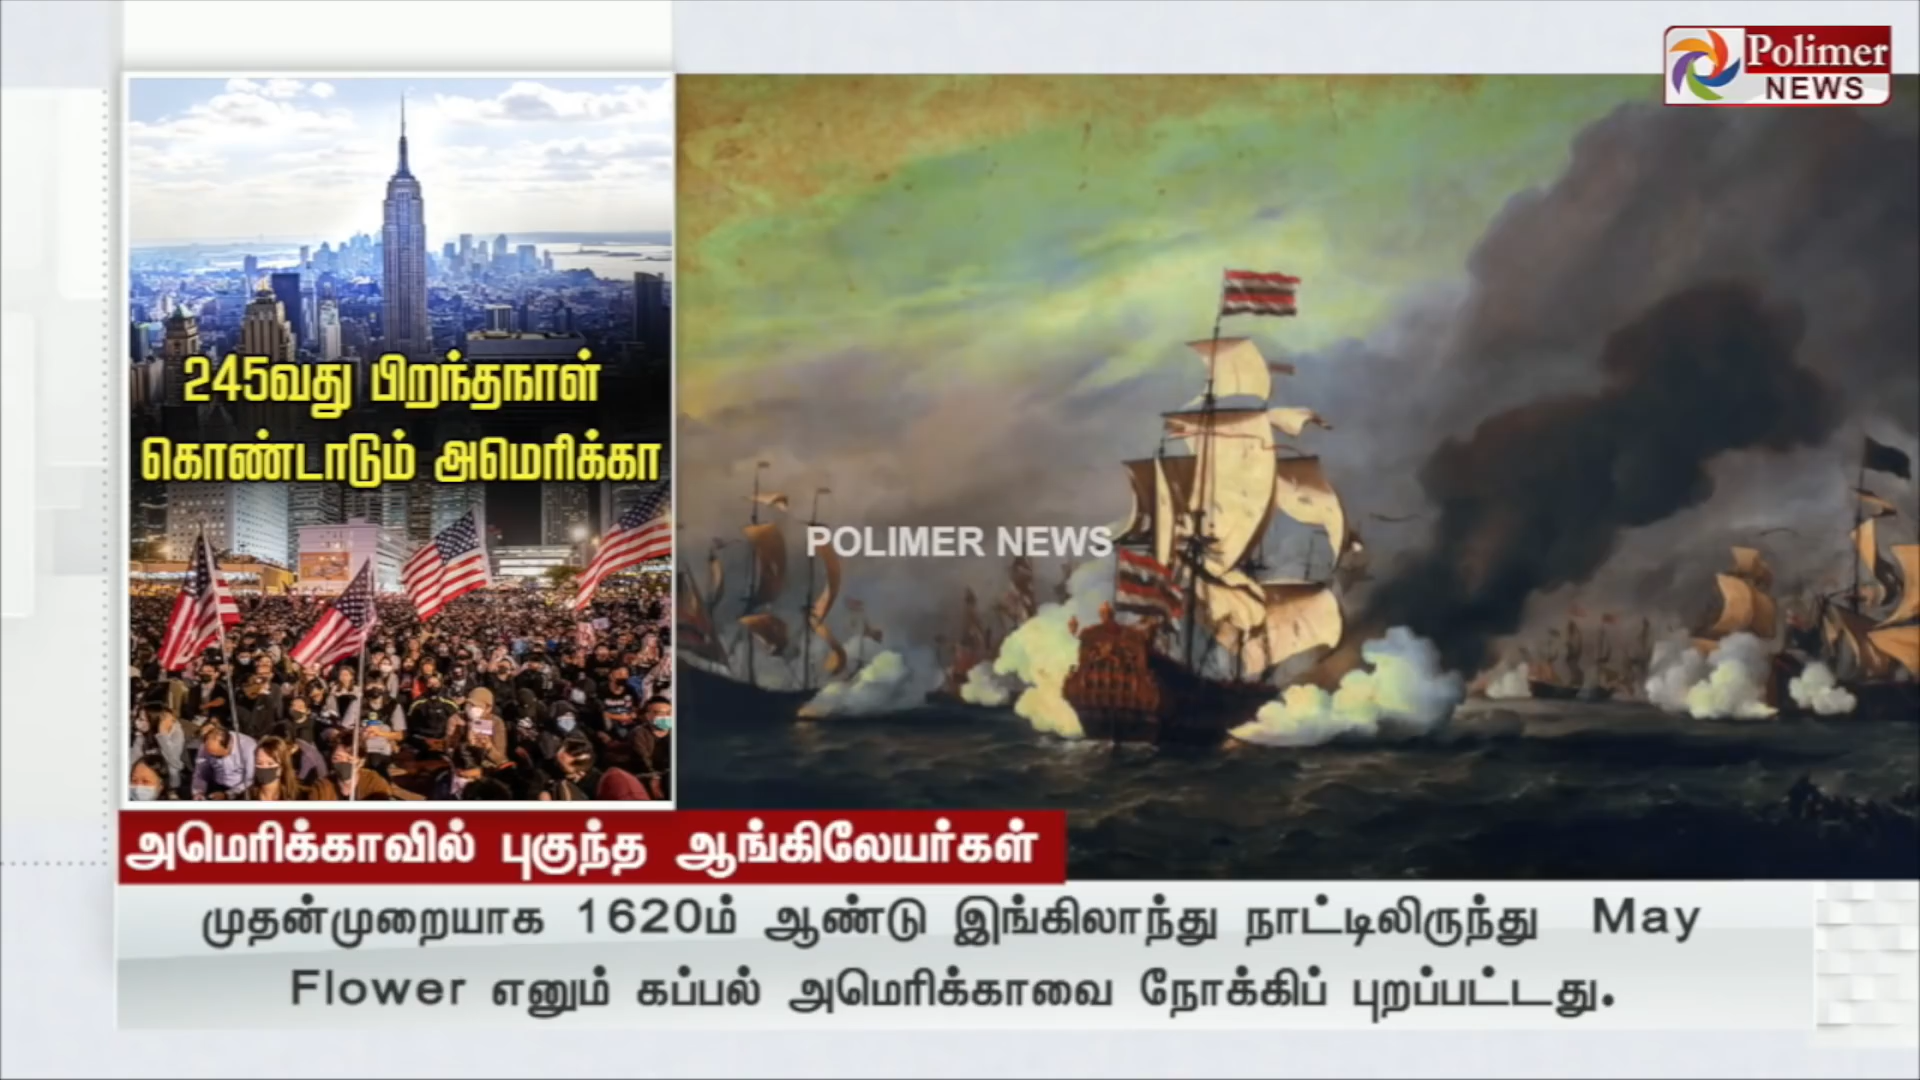 Polimer
NEWS
245வது பிறந்தநாள்
கொண்டாடும் அமெரிக்கா
POLIMER NEWS
அமெரிக்காவில் புகுந்த ஆங்கிலேயர்கள்
முதன்முறையாக 1620ம் ஆண்டு இங்கிலாந்து நாட்டிலிருந்து May
Flower எனும் கப்பல் அமெரிக்காவை நோக்கிப் புறப்பட்டது.